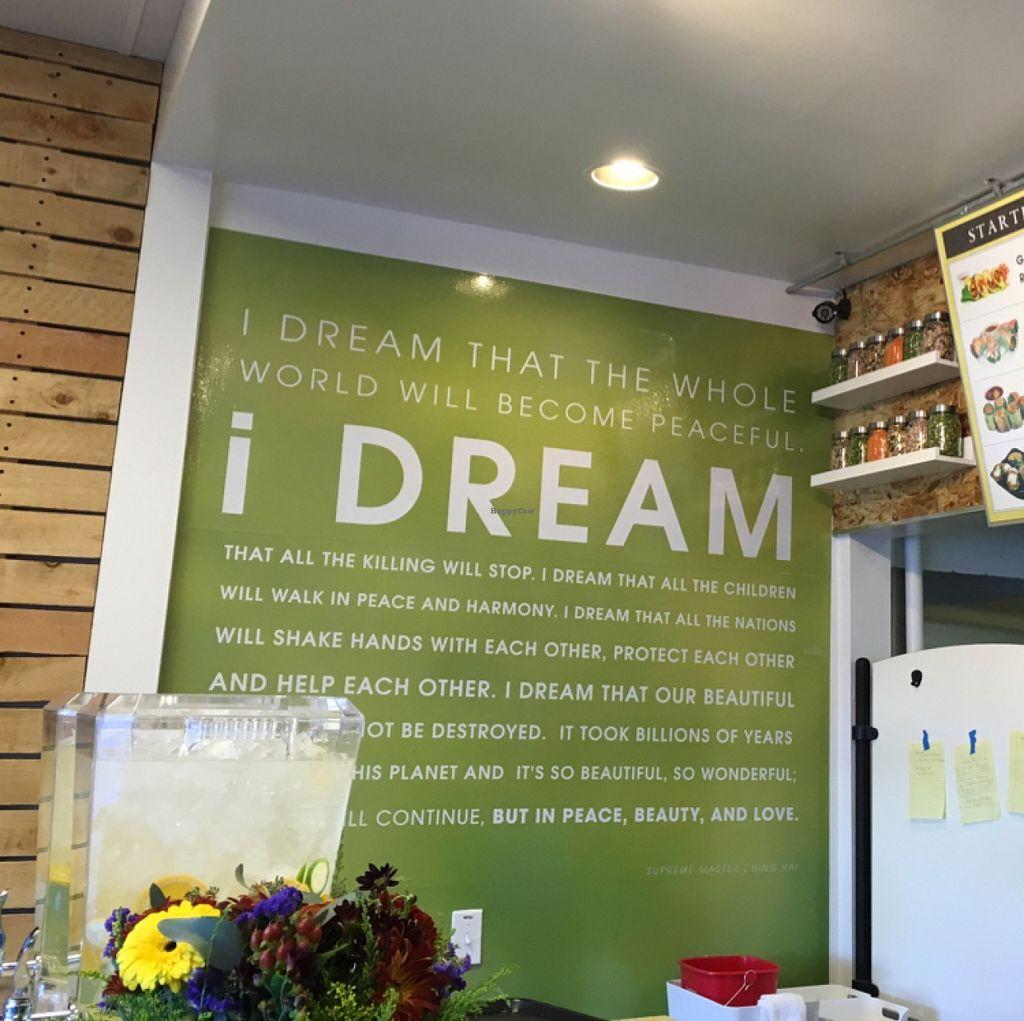 I DREAM THAT THE WHOLE
WORLD WILL BECOME PEACEFUL.
i DREAM
THAT ALL THE KILLING WILL STOP. I DREAM THAT ALL THE CHILDREN
WILL WALK IN PEACE AND HARMONY. I DREAM THAT ALL THE NATIONS
WILL SHAKE HANDS WITH EACH OTHER, PROTECT EACH OTHER
AND HELP EACH OTHER. I DREAM THAT OUR BEAUTIFUL
OT BE DESTROYED. IT TOOK BILLIONS OF YEARS
HIS PLANET AND IT'S SO BEAUTIFUL, SO WONDERFUL;
LL CONTINUE, BUT IN PEACE, BEAUTY, AND LOVE.
SUPREME MASTER CHING HAI
HappyCow
START